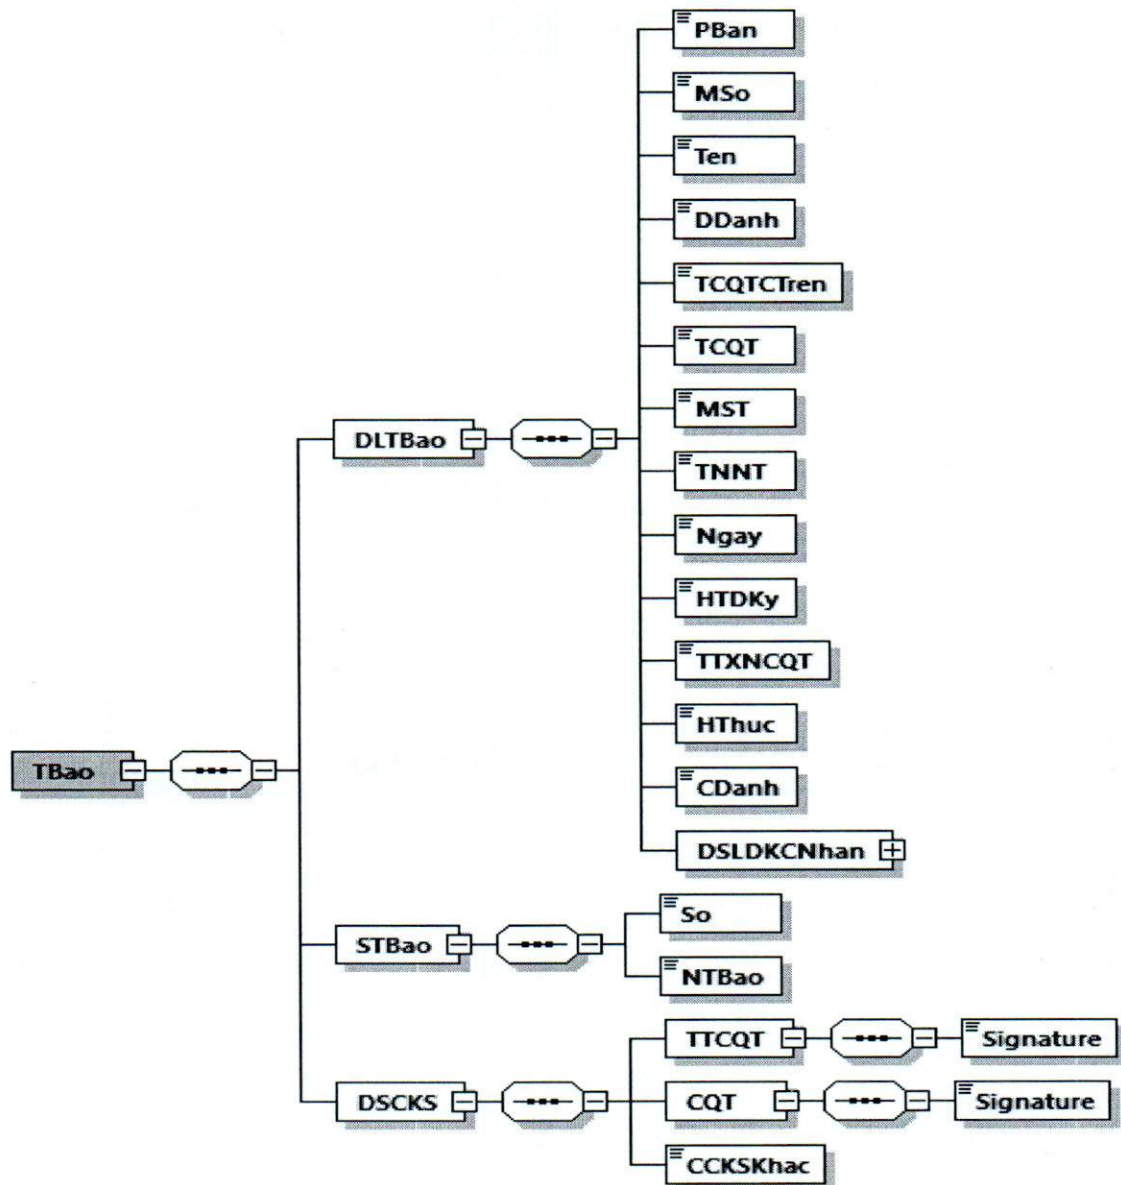 PBan
MSo
Ten
DDanh
TCQTCTren
TCQT
MST
DLTBao
TNNT
Ngay
HTDKy
TTXNCQT
HThuc
TBao
CDanh
DSLDKCNhan
So
STBao
NTBao
TTCQT
Signature
DSCKS
CQT
Signature
CCKSKhac